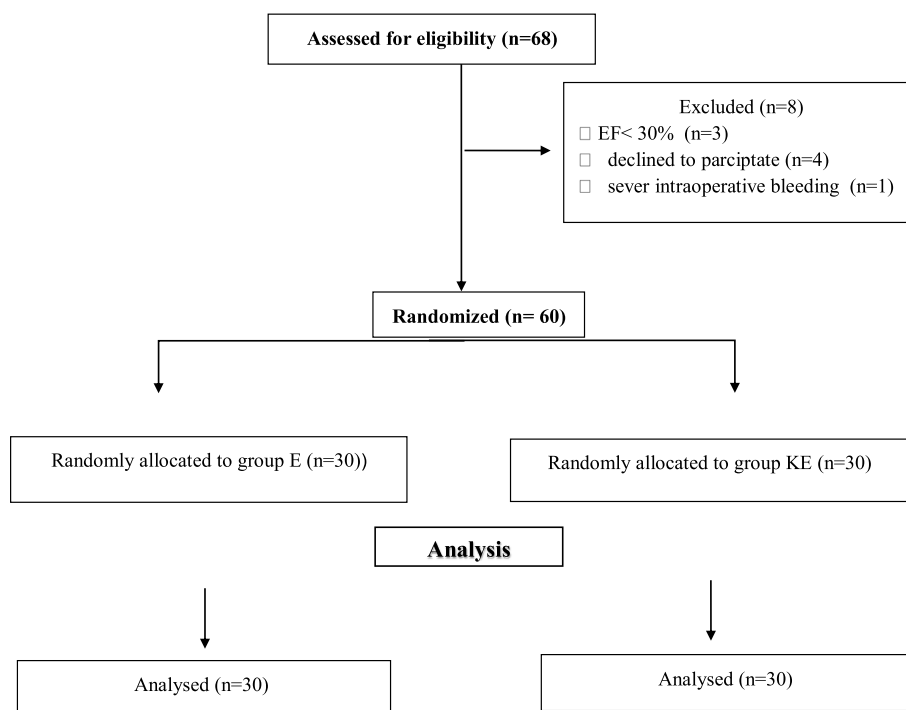 Assessed for eligibility (n=68)
Excluded (n=8)
EF< 30% (n=3)
declined to parciptate (n=4)
sever intraoperative bleeding (n=1)
Randomized (n= 60)
Randomly allocated to group E (n=30))
Randomly allocated to group KE (n=30)
Analysis
Analysed (n=30)
Analysed (n=30)